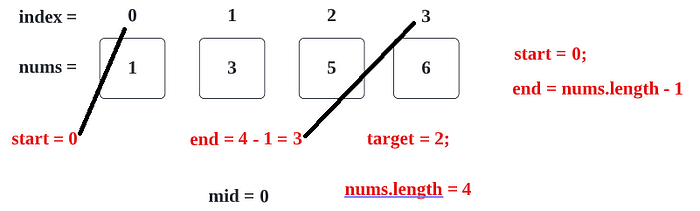 index = 0 1 2 3
nums = 1 3 5 6
start = 0;
end = nums.length - 1
start = 0 end = 4 - 1 = 3 target = 2;
mid = 0 nums.length = 4